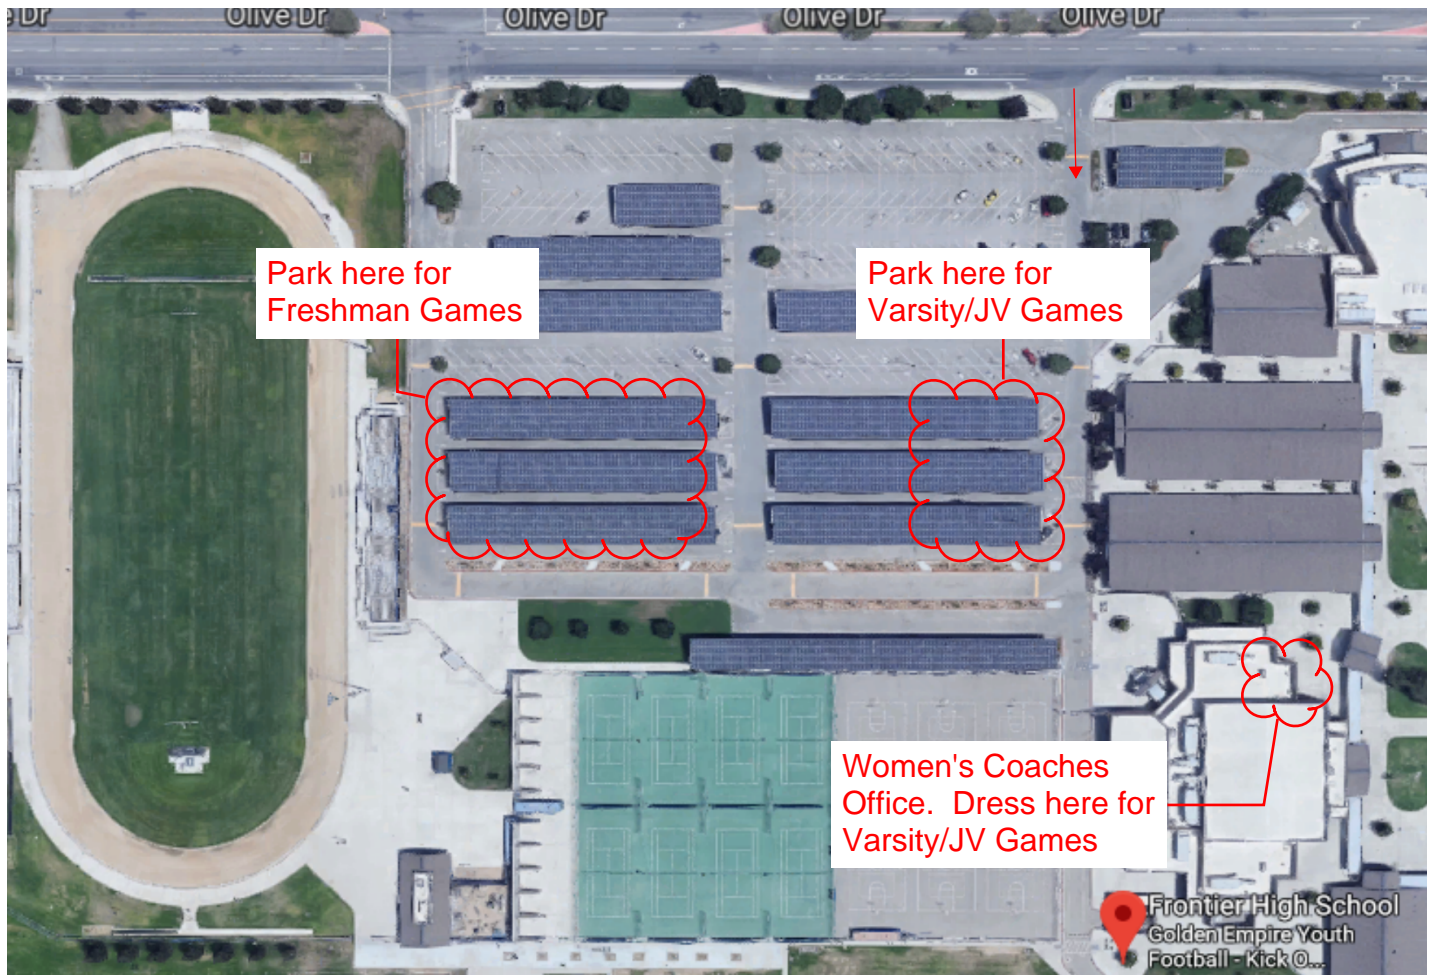 Dr
Olive Dr
Olive Dr
Olive Dr
Olive Dr
Park here for
Freshman Games
Park here for
Varsity/JV Games
Women's Coaches
Office.  Dress here for
Varsity/JV Games
Frontier High School
Golden Empire Youth
Football - Kick O...